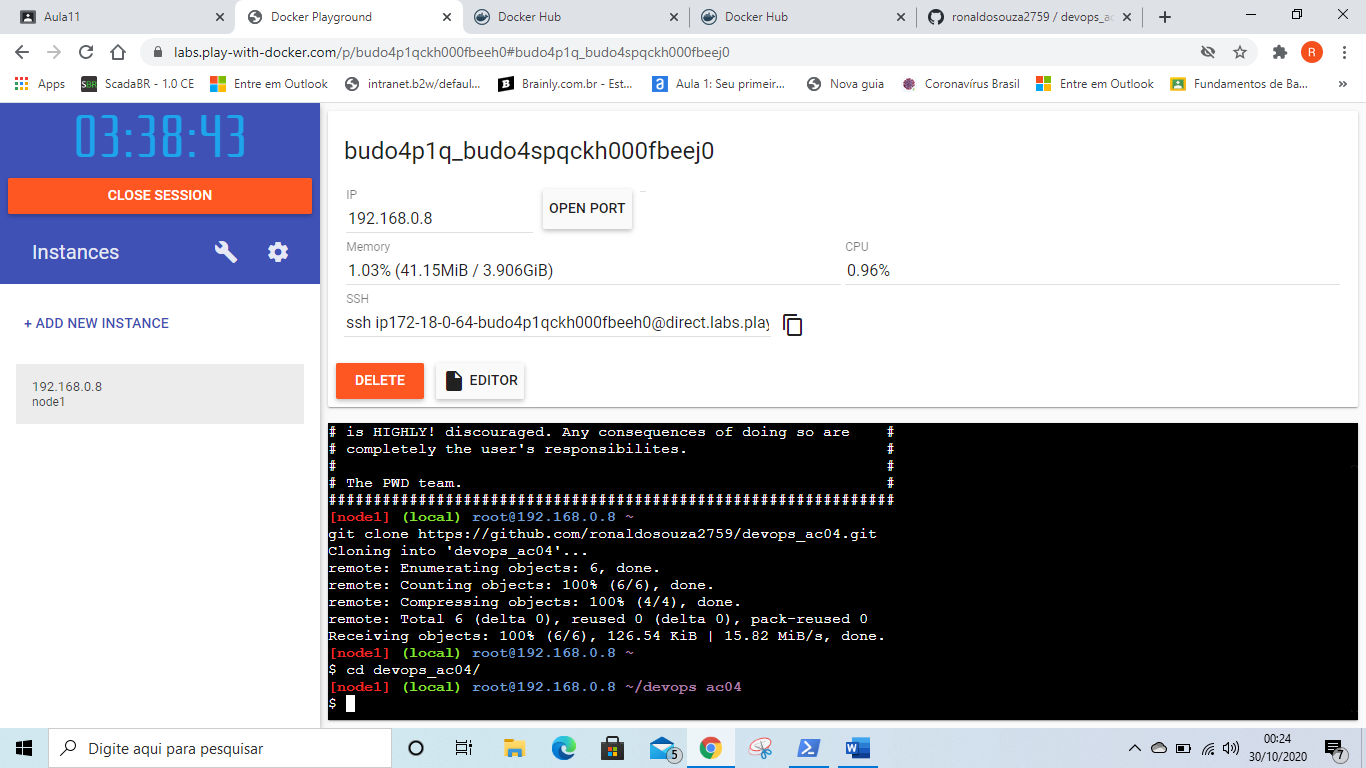 Aula11
Docker Playground
Docker Hub
Docker Hub
ronaldosouza2759 / devops_ac
labs.play-with-docker.com/p/budo4p1qckh000fbeeh0#budo4p1q_budo4spqckh000fbeej0
R
Apps
SBR
ScadaBR - 1.0 CE
Entre em Outlook
intranet.b2w/defaul...
Brainly.com.br - Est...
Aula 1: Seu primeir...
Nova guia
Coronavírus Brasil
Entre em Outlook
Fundamentos de Ba...
»
03:38:43
CLOSE SESSION
Instances
+ ADD NEW INSTANCE
192.168.0.8
node1
budo4p1q_budo4spqckh000fbeej0
IP
192.168.0.8
OPEN PORT
Memory
1.03% (41.15MiB / 3.906GiB)
CPU
0.96%
SSH
ssh ip172-18-0-64-budo4p1qckh000fbeeh0@direct.labs.play
DELETE
EDITOR
# is HIGHLY! discouraged. Any consequences of doing so are #
# completely the user's responsibilites. #
# #
# The PWD team. #
###############################################################
[node1] (local) root@192.168.0.8 ~
git clone https://github.com/ronaldosouza2759/devops_ac04.git
Cloning into 'devops_ac04'...
remote: Enumerating objects: 6, done.
remote: Counting objects: 100% (6/6), done.
remote: Compressing objects: 100% (4/4), done.
remote: Total 6 (delta 0), reused 0 (delta 0), pack-reused 0
Receiving objects: 100% (6/6), 126.54 KiB | 15.82 MiB/s, done.
[node1] (local) root@192.168.0.8 ~
$ cd devops_ac04/
[node1] (local) root@192.168.0.8 ~/devops ac04
$
Digite aqui para pesquisar
5
00:24
30/10/2020
7